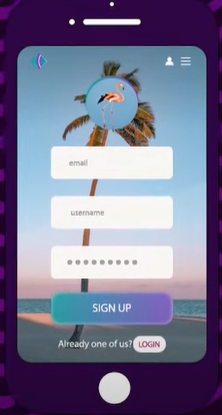 email
username
SIGN UP
Already one of us? LOGIN